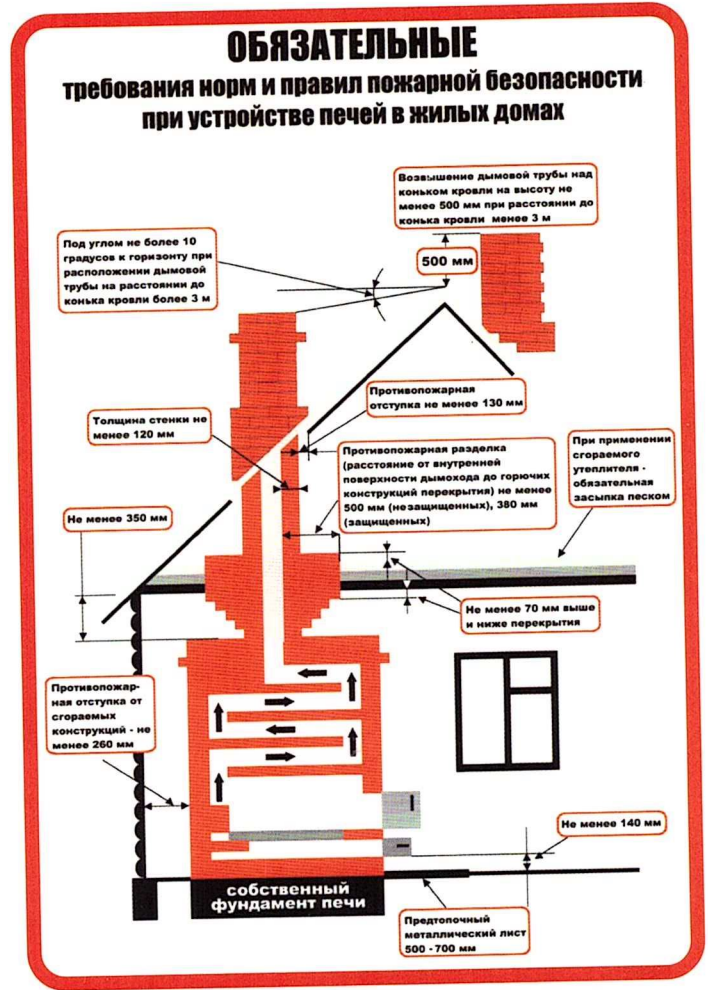 ОБЯЗАТЕЛЬНЫЕ
требования норм и правил пожарной безопасности
при устройстве печей в жилых домах
Возвышение дымовой трубы над
коньком кровли на высоту не
менее 500 мм при расстоянии до
конька кровли менее 3 м
Под углом не более 10
градусов к горизонту при
расположении дымовой
трубы на расстоянии до
конька кровли более 3 м
500 мм
Противопожарная
отступка не менее 130 мм
Толщина стенки не
менее 120 мм
Противопожарная разделка
(расстояние от внутренней
поверхности дымохода до горючих
конструкций перекрытия) не менее
500 мм (незащищенных), 380 мм
(защищенных)
При применении
сгораемого
утеплителя -
обязательная
засыпка песком
Не менее 350 мм
Не менее 70 мм выше
и ниже перекрытия
Противопожар-
ная отступка от
сгораемых
конструкций - не
менее 260 мм
Не менее 140 мм
собственный
фундамент печи
Предтопочный
металлический лист
500 - 700 мм